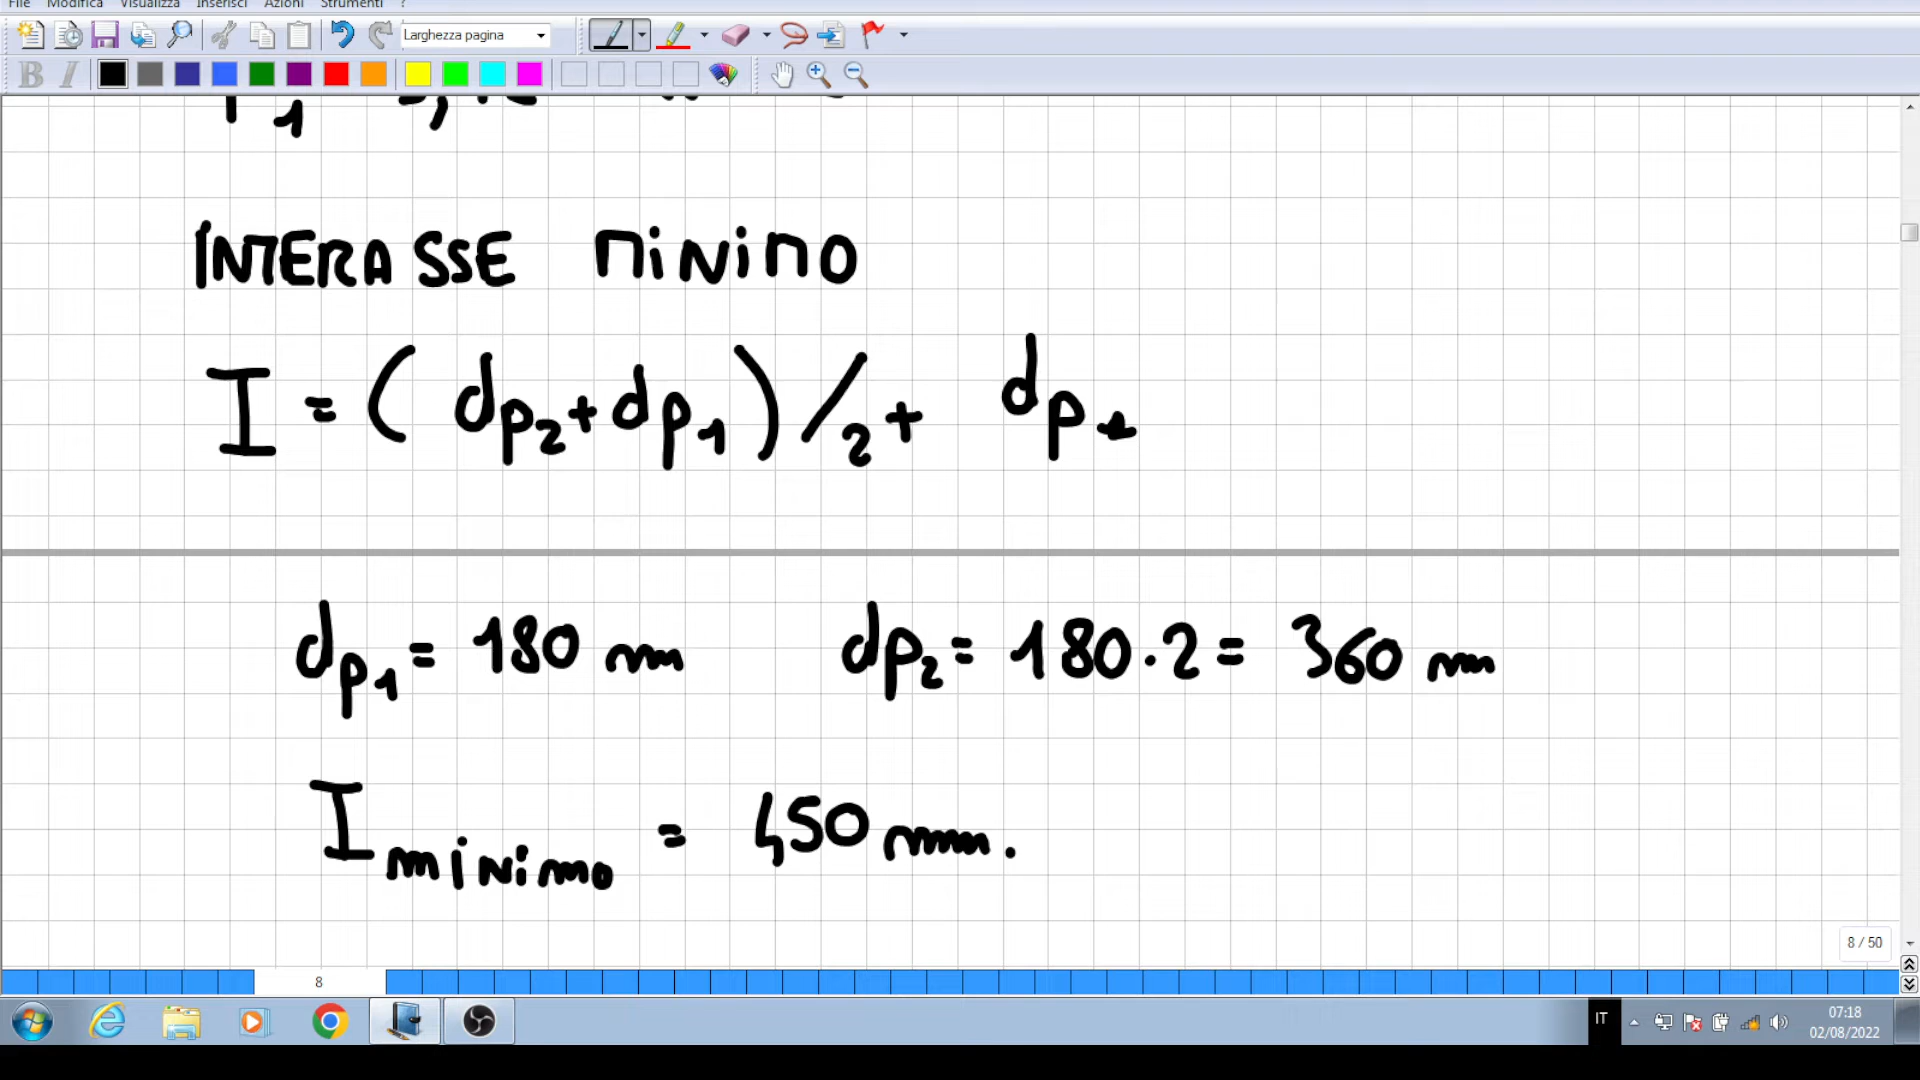 File Modifica Visualizza Inserisci Azioni Strumenti ?
Larghezza pagina
B I
INTERASSE MINIMO
I = ( dp2 + dp1 ) / 2 + dp1
dp1 = 180 mm dp2 = 180 . 2 = 360 mm
I minimo = 450 mm.
8 / 50
8
IT
07:18
02/08/2022